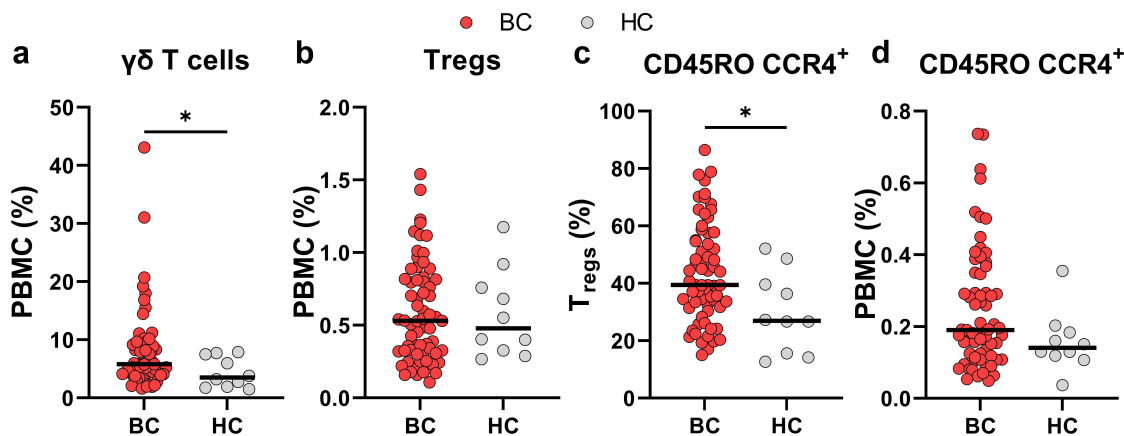 BC HC
a γδ T cells
b Tregs
c CD45RO CCR4+
d CD45RO CCR4+
*
PBMC (%)
50
40
30
20
10
0
BC HC
PBMC (%)
2.0
1.5
1.0
0.5
0.0
BC HC
*
Tregs (%)
100
80
60
40
20
0
BC HC
PBMC (%)
0.8
0.6
0.4
0.2
0.0
BC HC